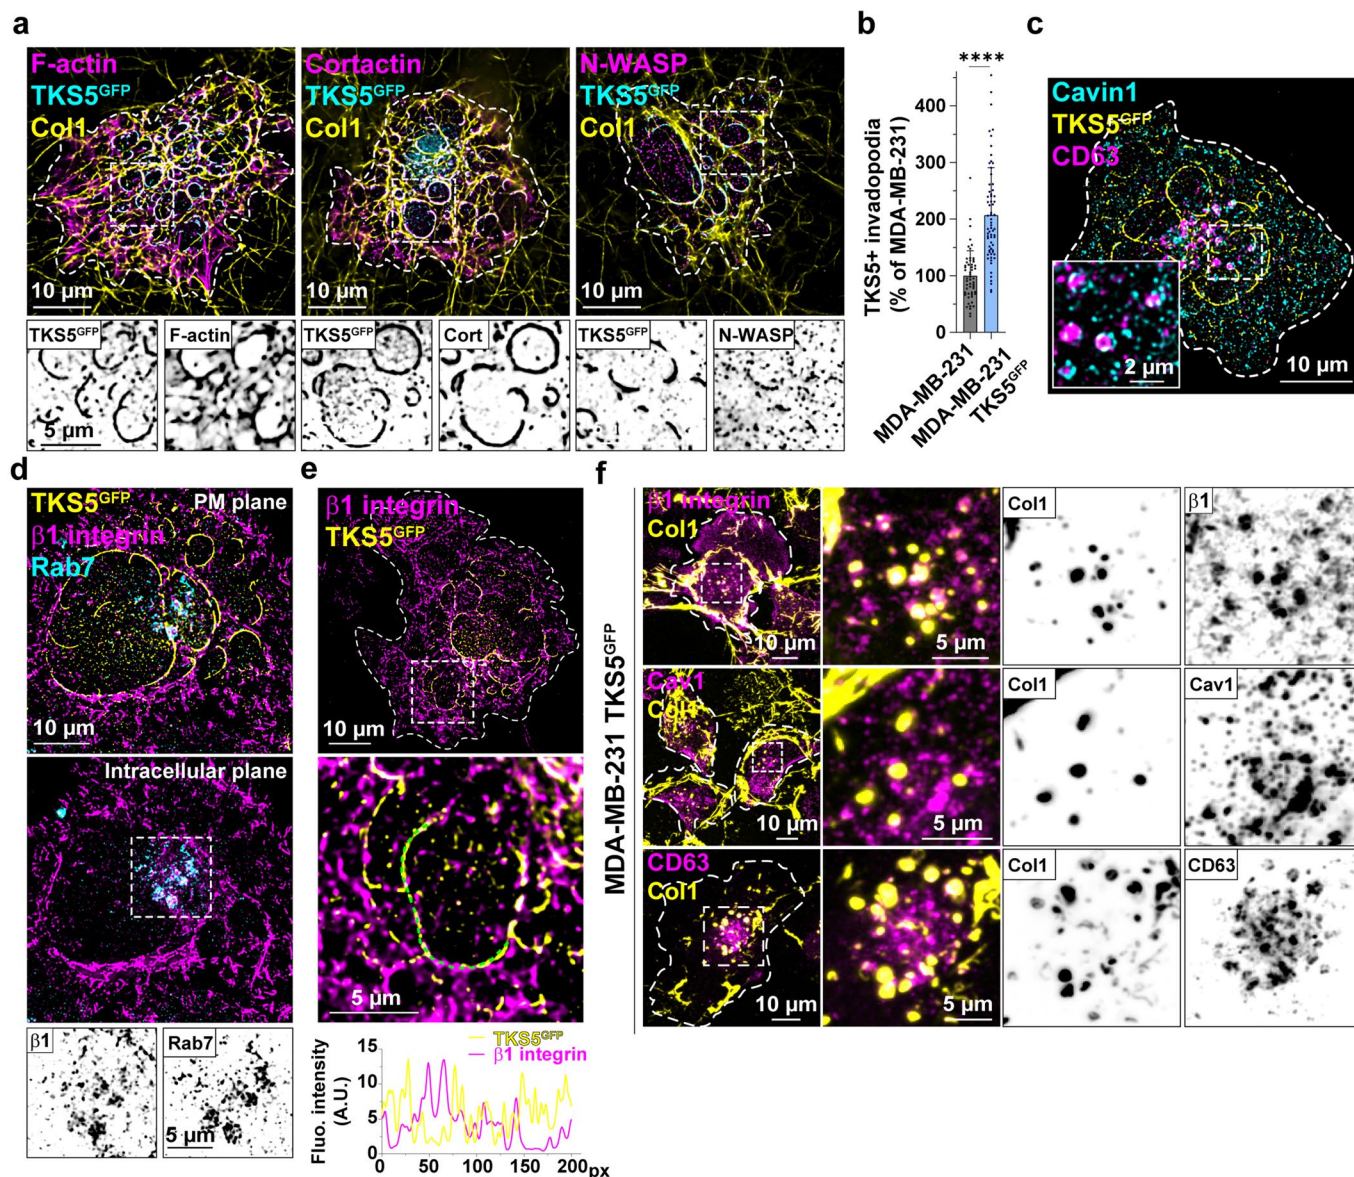 a
F-actin
TKS5GFP
Col1
10 µm
Cortactin
TKS5GFP
Col1
10 µm
N-WASP
TKS5GFP
Col1
10 µm
TKS5GFP
5 µm
F-actin
TKS5GFP
Cort
TKS5GFP
N-WASP
b
****
TKS5+ invadopodia
(% of MDA-MB-231)
400
300
200
100
0
MDA-MB-231
MDA-MB-231
TKS5GFP
c
Cavin1
TKS5GFP
CD63
2 µm
10 µm
d
TKS5GFP
PM plane
β1 integrin
Rab7
10 µm
Intracellular plane
β1
Rab7
5 µm
e
β1 integrin
TKS5GFP
10 µm
5 µm
TKS5GFP
β1 integrin
Fluo. intensity
(A.U.)
15
10
5
0
0
50
100
150
200
px
f
MDA-MB-231 TKS5GFP
β1 integrin
Col1
10 µm
5 µm
Col1
β1
Cav1
Col1
10 µm
5 µm
Col1
Cav1
CD63
Col1
10 µm
5 µm
Col1
CD63